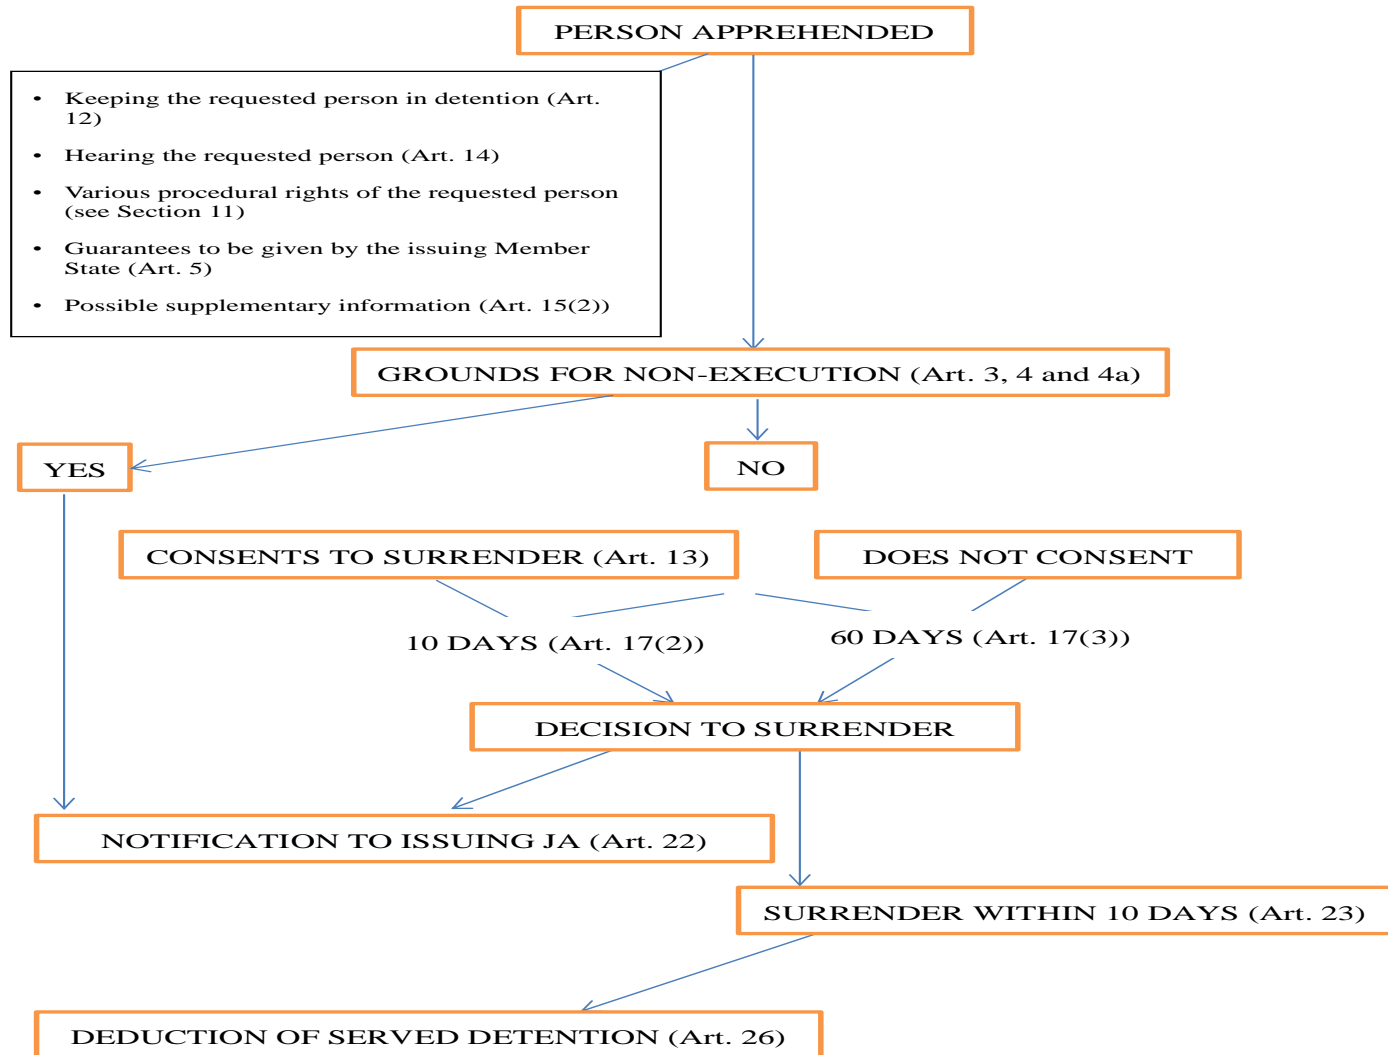 PERSON APPREHENDED
• Keeping the requested person in detention (Art.
12)
• Hearing the requested person (Art. 14)
• Various procedural rights of the requested person
(see Section 11)
• Guarantees to be given by the issuing Member
State (Art. 5)
• Possible supplementary information (Art. 15(2))
GROUNDS FOR NON-EXECUTION (Art. 3, 4 and 4a)
YES
NO
CONSENTS TO SURRENDER (Art. 13)
DOES NOT CONSENT
10 DAYS (Art. 17(2))
60 DAYS (Art. 17(3))
DECISION TO SURRENDER
NOTIFICATION TO ISSUING JA (Art. 22)
SURRENDER WITHIN 10 DAYS (Art. 23)
DEDUCTION OF SERVED DETENTION (Art. 26)